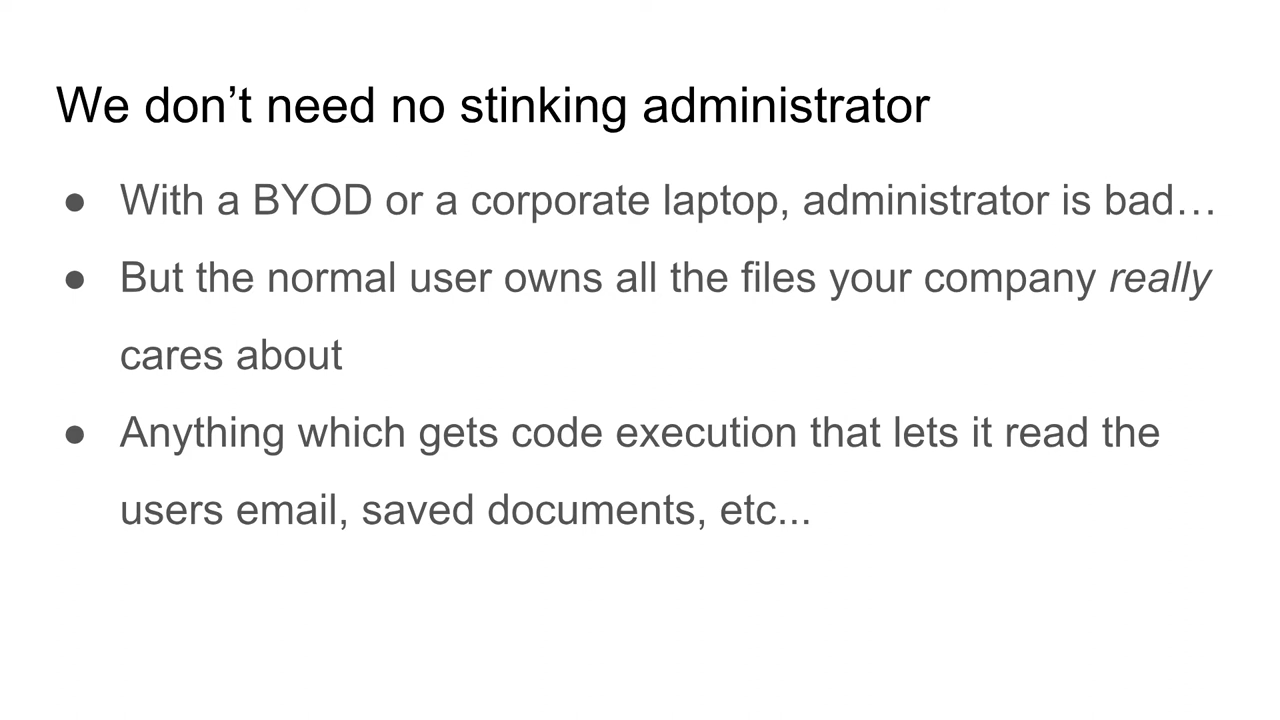 We don’t need no stinking administrator
● With a BYOD or a corporate laptop, administrator is bad…
● But the normal user owns all the files your company really
cares about
● Anything which gets code execution that lets it read the
users email, saved documents, etc...